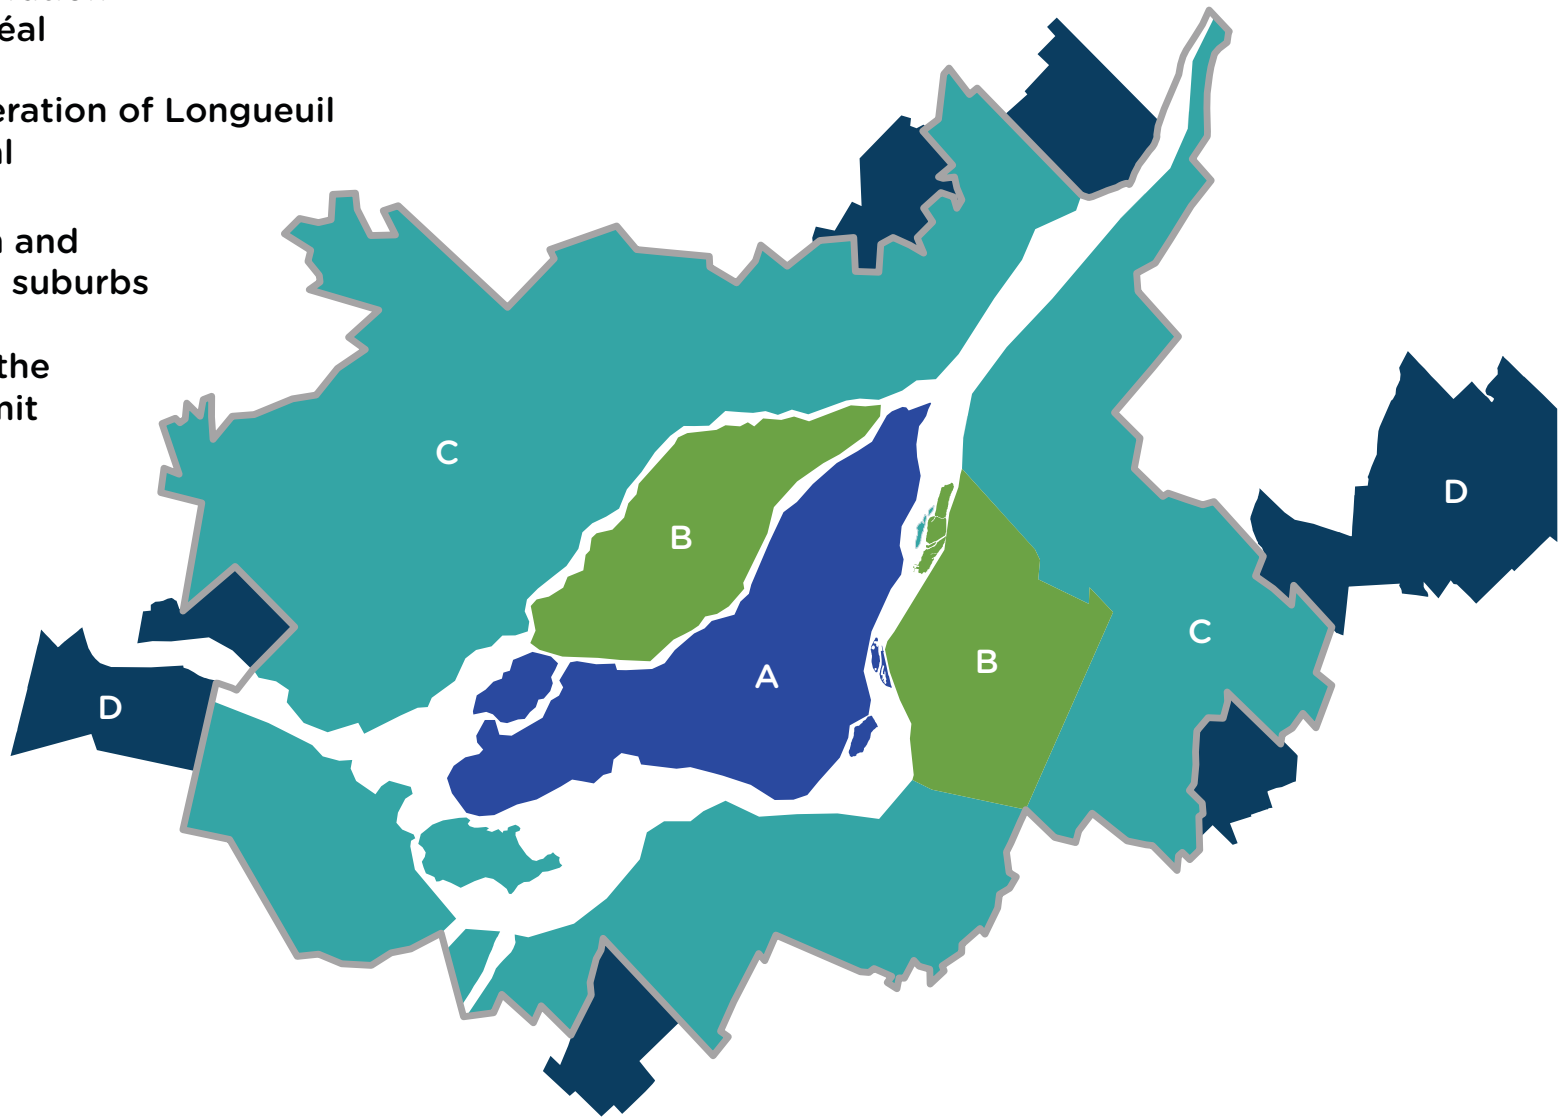 éal
eration of Longueuil
al
and
suburbs
the
nit
C
B
A
B
C
D
D